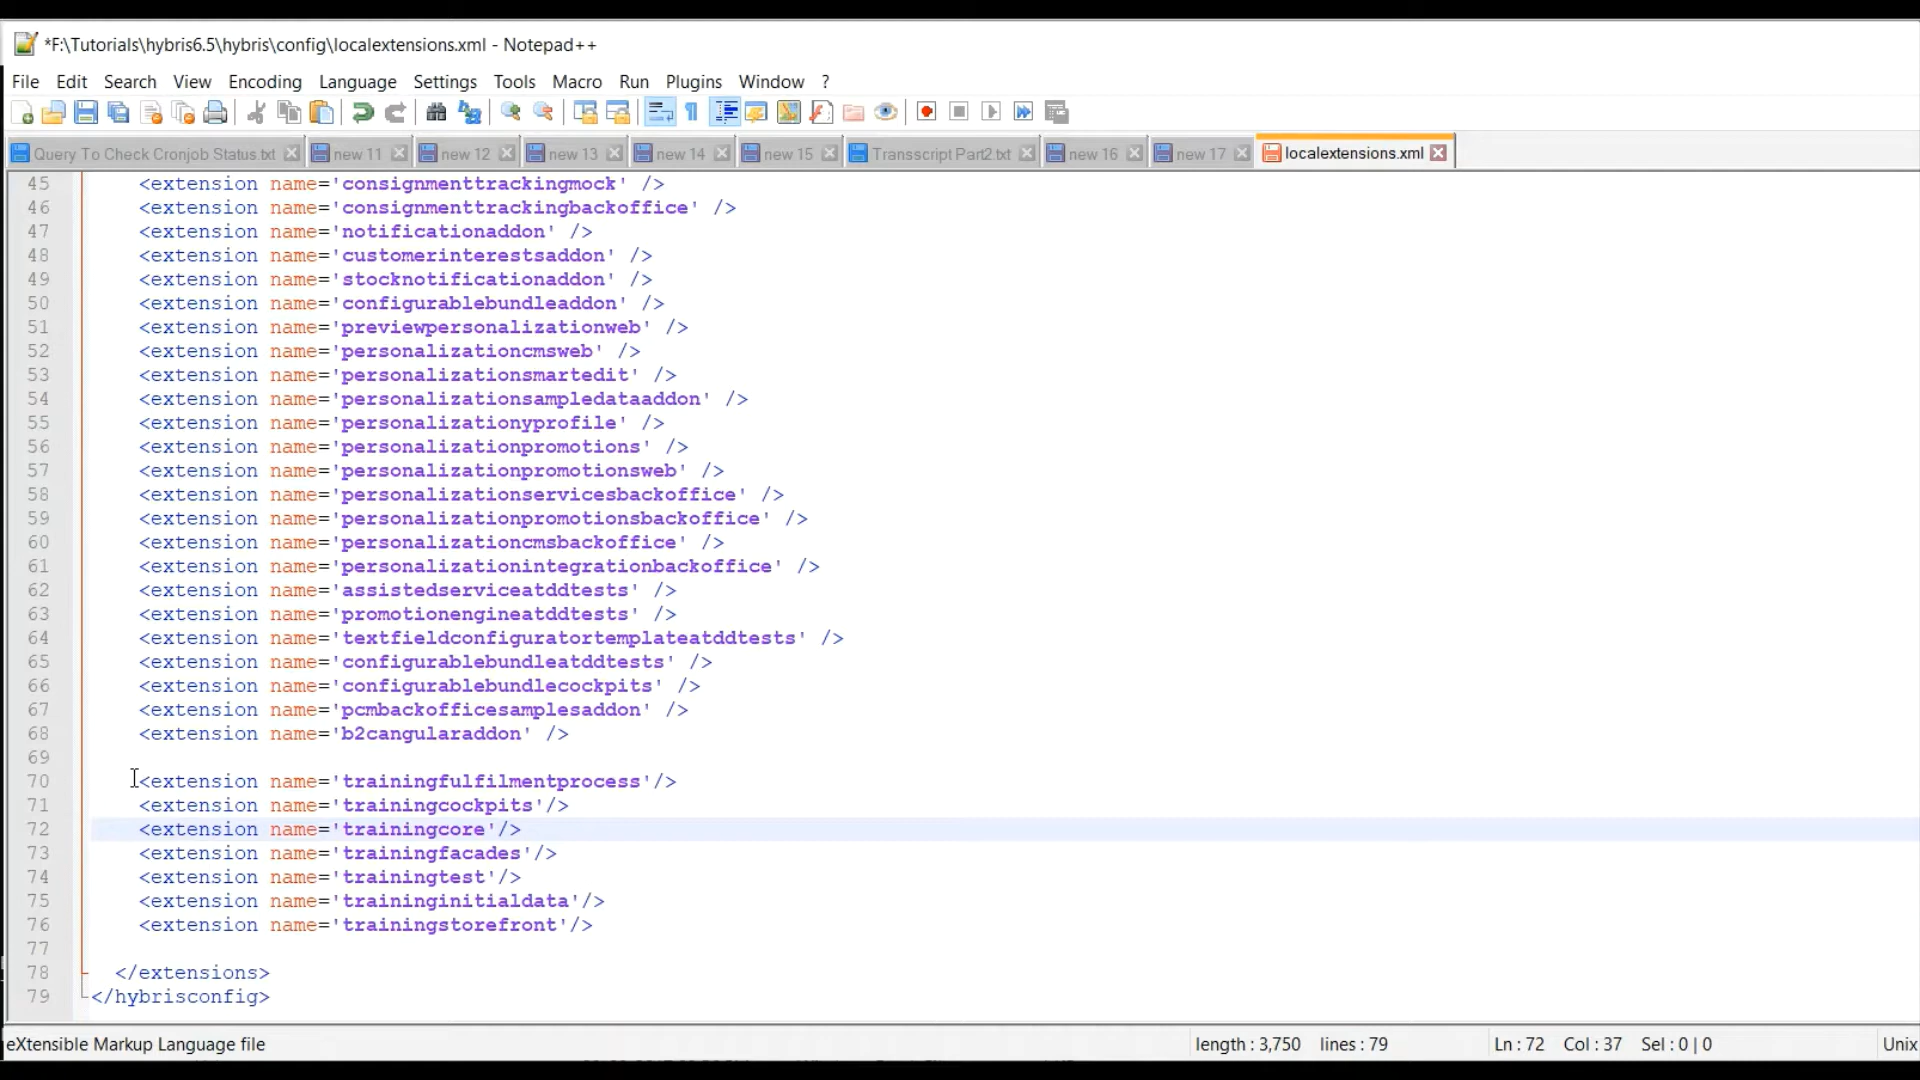 *F:\Tutorials\hybris6.5\hybris\config\localextensions.xml - Notepad++
File Edit Search View Encoding Language Settings Tools Macro Run Plugins Window ?
Query To Check Cronjob Status.txt new 11 new 12 new 13 new 14 new 15 Transscript Part2.txt new 16 new 17 localextensions.xml
45 <extension name='consignmenttrackingmock' />
46 <extension name='consignmenttrackingbackoffice' />
47 <extension name='notificationaddon' />
48 <extension name='customerinterestsaddon' />
49 <extension name='stocknotificationaddon' />
50 <extension name='configurablebundleaddon' />
51 <extension name='previewpersonalizationweb' />
52 <extension name='personalizationcmsweb' />
53 <extension name='personalizationsmartedit' />
54 <extension name='personalizationsampledataaddon' />
55 <extension name='personalizationyprofile' />
56 <extension name='personalizationpromotions' />
57 <extension name='personalizationpromotionsweb' />
58 <extension name='personalizationservicesbackoffice' />
59 <extension name='personalizationpromotionsbackoffice' />
60 <extension name='personalizationcmsbackoffice' />
61 <extension name='personalizationintegrationbackoffice' />
62 <extension name='assistedserviceatddtests' />
63 <extension name='promotionengineatddtests' />
64 <extension name='textfieldconfiguratortemplateatddtests' />
65 <extension name='configurablebundleatddtests' />
66 <extension name='configurablebundlecockpits' />
67 <extension name='pcmbackofficesamplesaddon' />
68 <extension name='b2cangularaddon' />
69
70 <extension name='trainingfulfilmentprocess'/>
71 <extension name='trainingcockpits'/>
72 <extension name='trainingcore'/>
73 <extension name='trainingfacades'/>
74 <extension name='trainingtest'/>
75 <extension name='traininginitialdata'/>
76 <extension name='trainingstorefront'/>
77
78 </extensions>
79 </hybrisconfig>
eXtensible Markup Language file length : 3,750 lines : 79 Ln : 72 Col : 37 Sel : 0 | 0 Unix